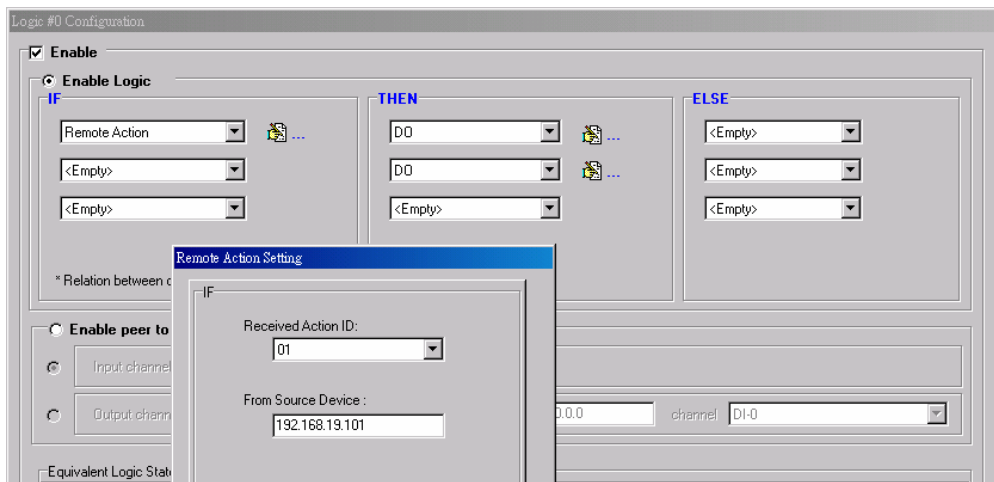 Logic #0 Configuration
Enable
Enable Logic
IF
THEN
ELSE
Remote Action
...
DO
...
<Empty>
<Empty>
DO
...
<Empty>
<Empty>
<Empty>
<Empty>
* Relation between
Remote Action Setting
IF
Received Action ID:
01
From Source Device :
192.168.19.101
Enable peer to
Input channel
Output chann
0.0.0
channel
DI-0
Equivalent Logic State